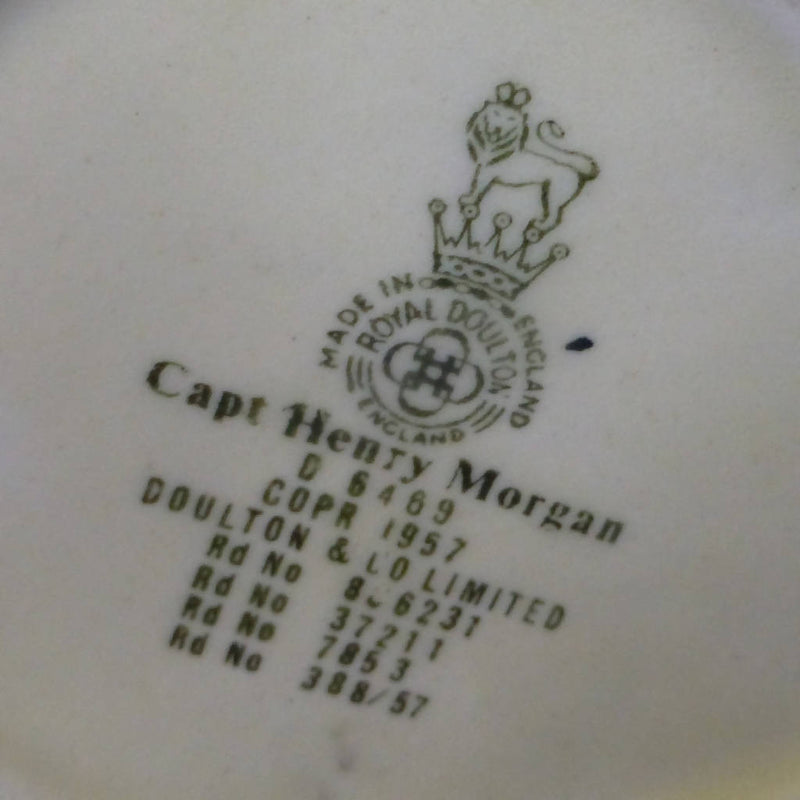 MADE IN ENGLAND
ROYAL DOULTON
ENGLAND
Capt Henry Morgan
D 6469
COPR 1957
DOULTON & CO LIMITED
Rd No
Rd No 37211
Rd No 7853
Rd No 388/57